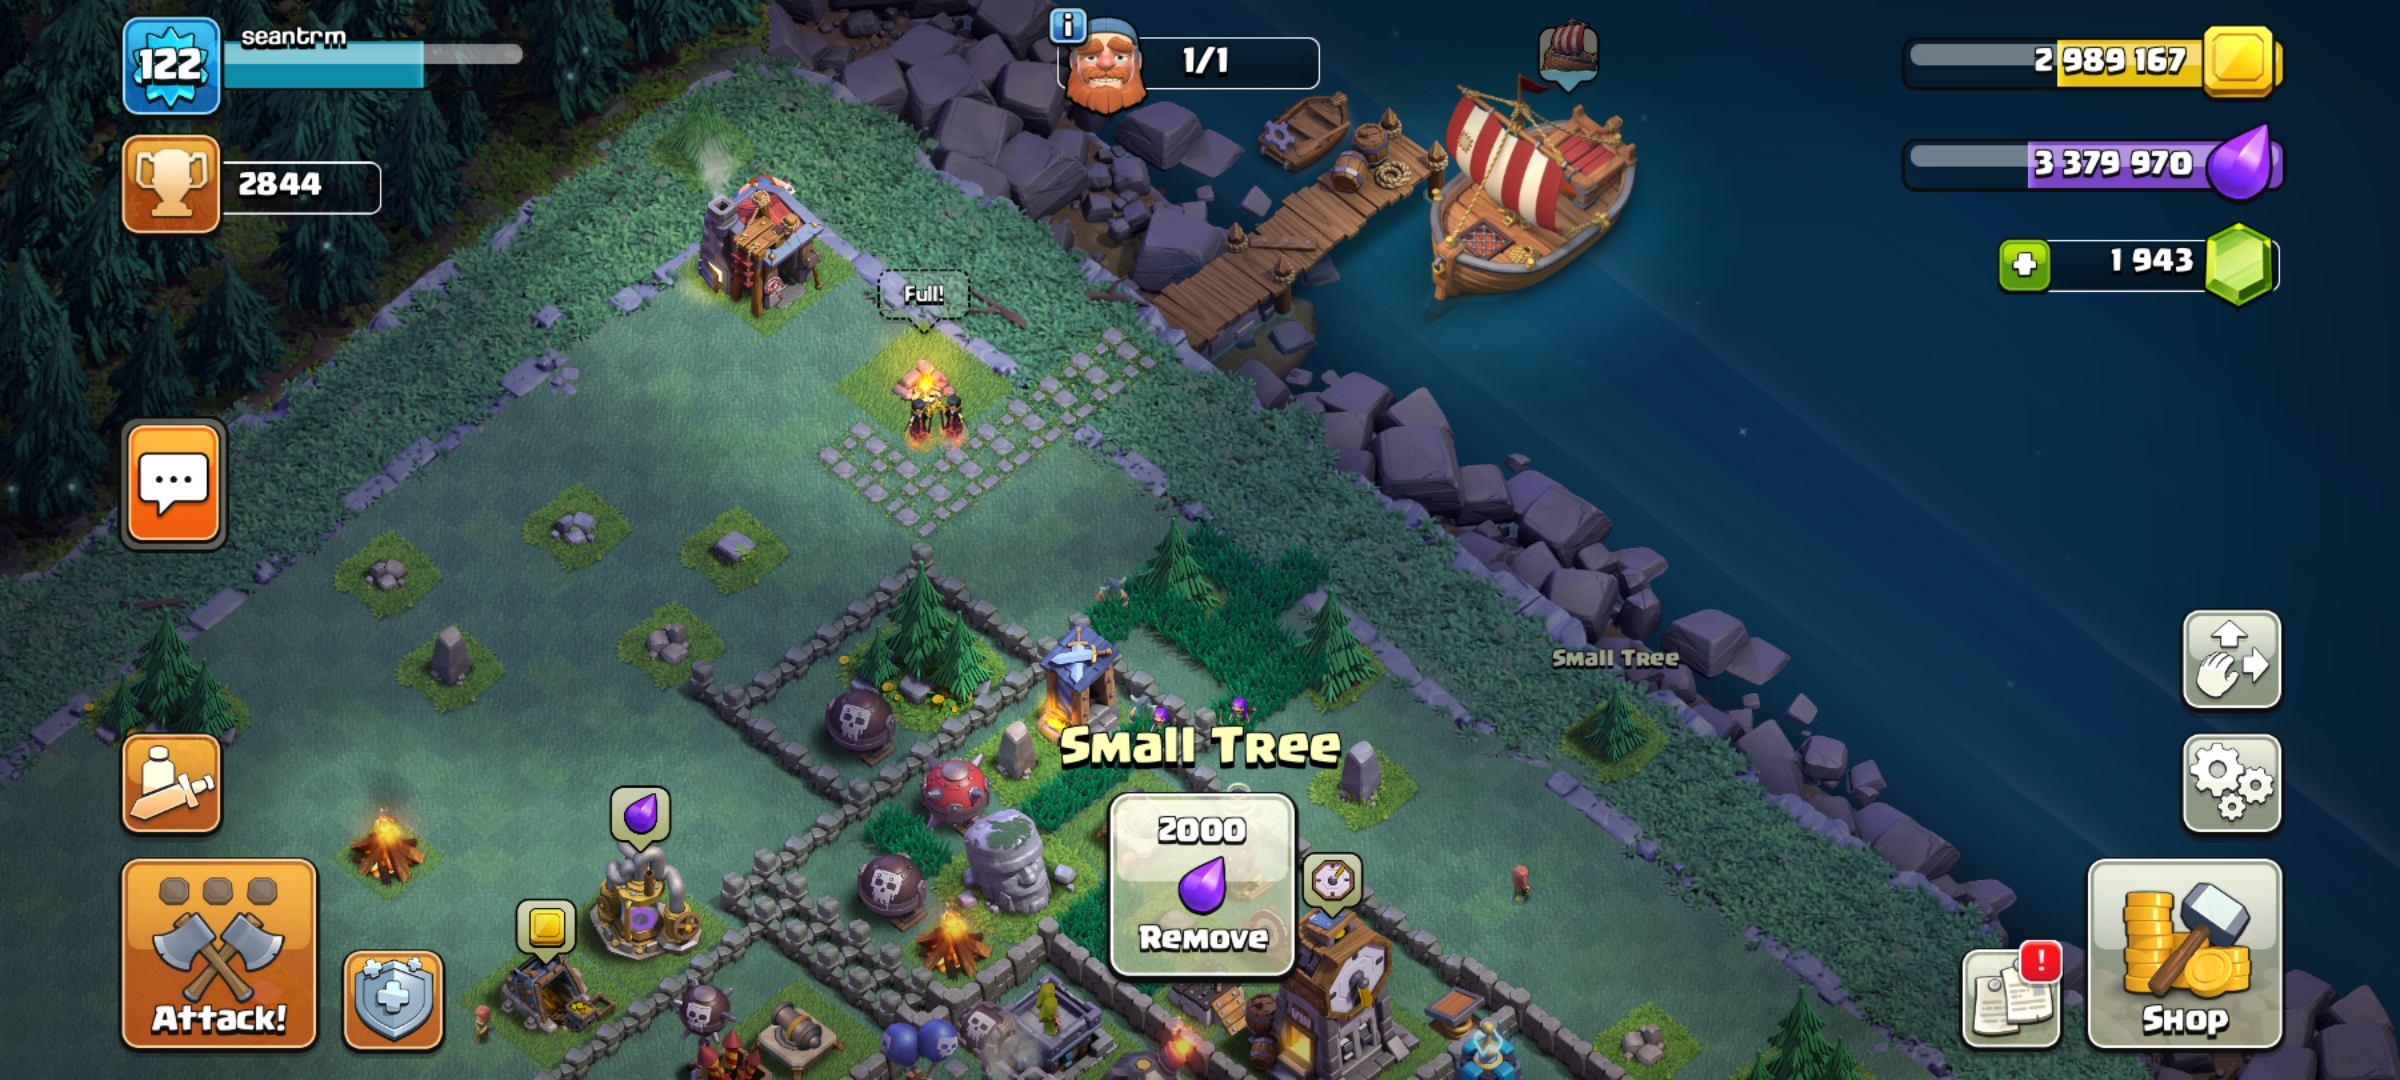 122
seantrm
i
1/1
2 989 167
2844
3 379 970
1 943
Full!
Small Tree
Small Tree
2000
Remove
Attack!
!
Shop